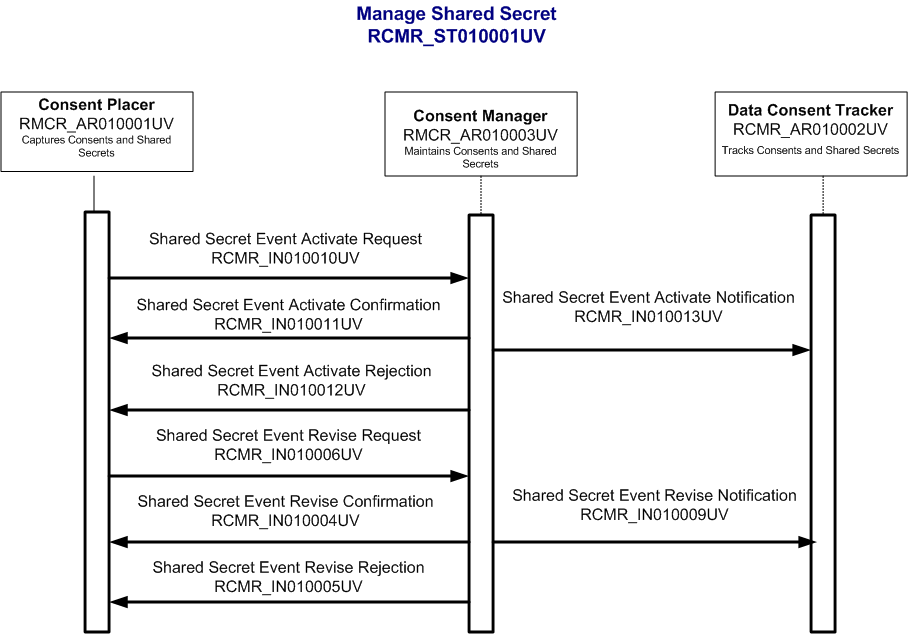 Manage Shared Secret
RCMR_ST010001UV
Consent Placer
RMCR_AR010001UV
Captures Consents and Shared
Secrets
Consent Manager
RMCR_AR010003UV
Maintains Consents and Shared
Secrets
Data Consent Tracker
RCMR_AR010002UV
Tracks Consents and Shared Secrets
Shared Secret Event Activate Request
RCMR_IN010010UV
Shared Secret Event Activate Confirmation
RCMR_IN010011UV
Shared Secret Event Activate Notification
RCMR_IN010013UV
Shared Secret Event Activate Rejection
RCMR_IN010012UV
Shared Secret Event Revise Request
RCMR_IN010006UV
Shared Secret Event Revise Confirmation
RCMR_IN010004UV
Shared Secret Event Revise Notification
RCMR_IN010009UV
Shared Secret Event Revise Rejection
RCMR_IN010005UV